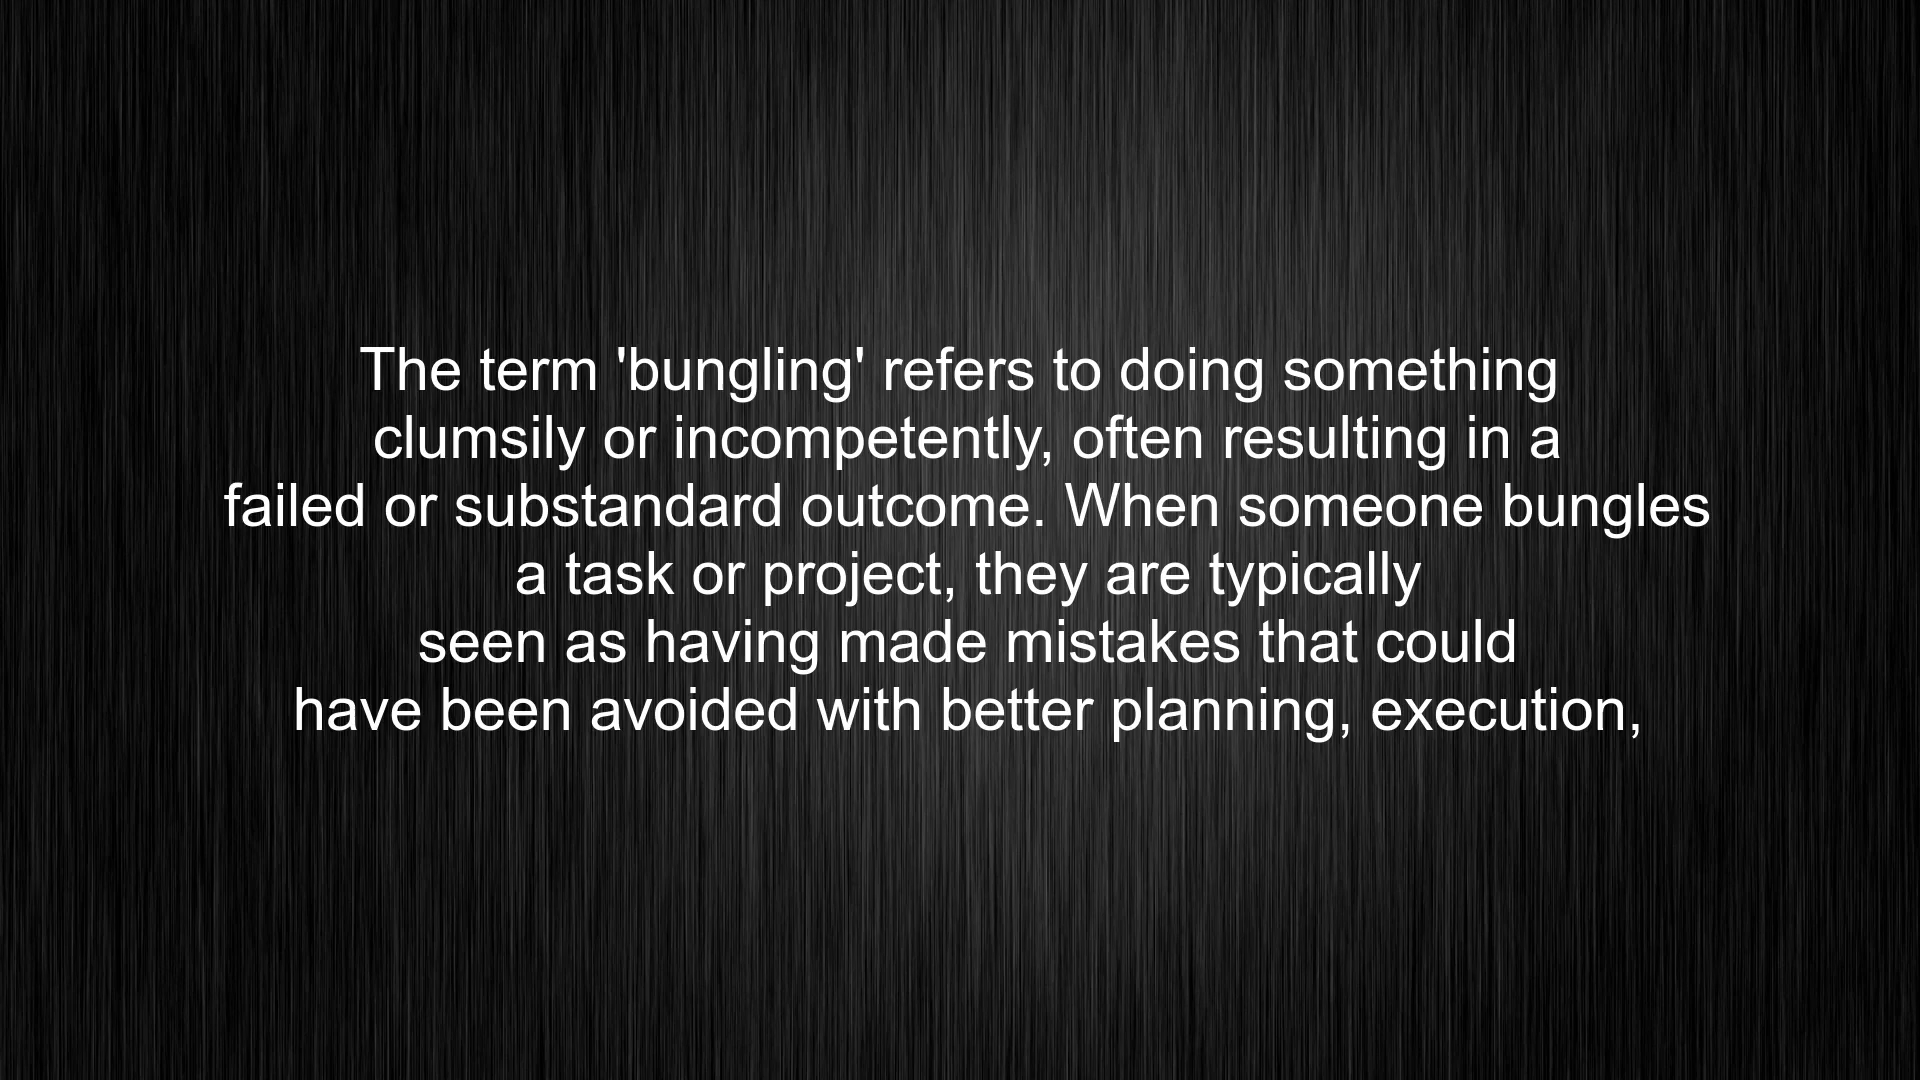 The term 'bungling' refers to doing something
clumsily or incompetently, often resulting in a
failed or substandard outcome. When someone bungles
a task or project, they are typically
seen as having made mistakes that could
have been avoided with better planning, execution,